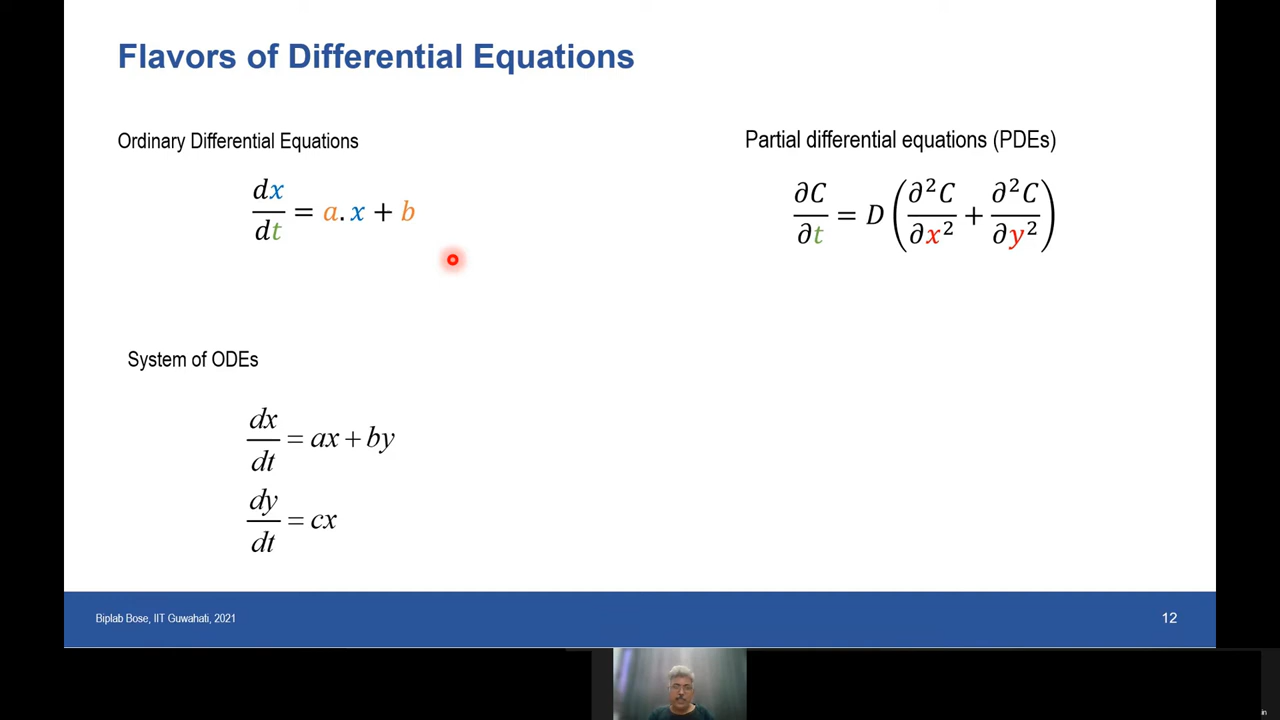 Flavors of Differential Equations
Ordinary Differential Equations
dx/dt = a.x + b
Partial differential equations (PDEs)
∂C/∂t = D(∂²C/∂x² + ∂²C/∂y²)
System of ODEs
dx/dt = ax + by
dy/dt = cx
Biplab Bose, IIT Guwahati, 2021
12
in